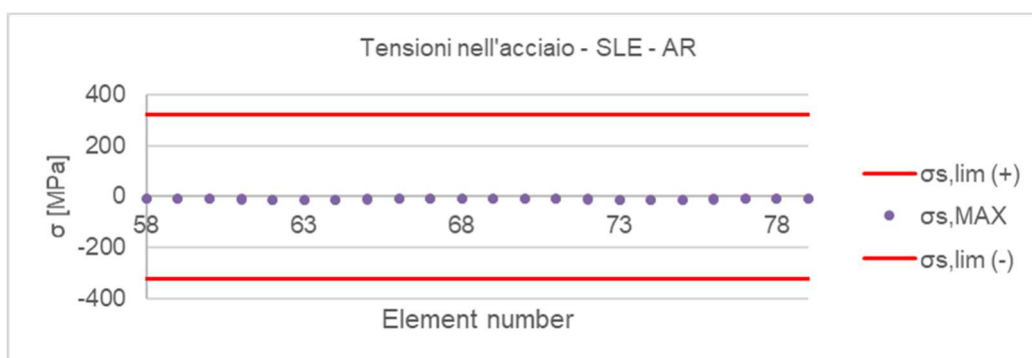 Tensioni nell'acciaio - SLE - AR
400
200
0
-200
-400
σ [MPa]
58 63 68 73 78
Element number
σs,lim (+)
σs,MAX
σs,lim (-)